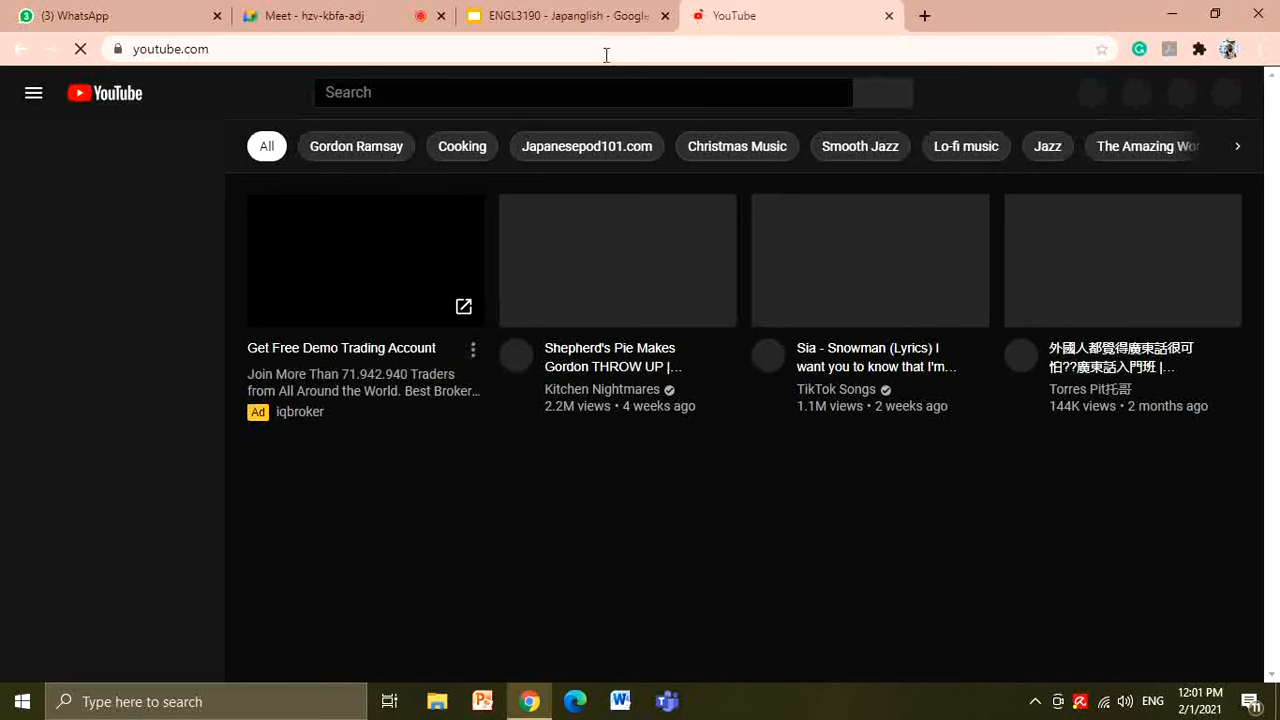 (3) WhatsApp
Meet - hzv-kbfa-adj
ENGL3190 - Japanglish - Google
YouTube
youtube.com
YouTube
Search
All
Gordon Ramsay
Cooking
Japanesepod101.com
Christmas Music
Smooth Jazz
Lo-fi music
Jazz
The Amazing Wor
Get Free Demo Trading Account
Join More Than 71.942.940 Traders
from All Around the World. Best Broker...
Ad iqbroker
Shepherd's Pie Makes
Gordon THROW UP |...
Kitchen Nightmares
2.2M views • 4 weeks ago
Sia - Snowman (Lyrics) I
want you to know that I'm...
TikTok Songs
1.1M views • 2 weeks ago
外國人都覺得廣東話很可
怕??廣東話入門班 |...
Torres Pit托哥
144K views • 2 months ago
Type here to search
ENG
12:01 PM
2/1/2021
11